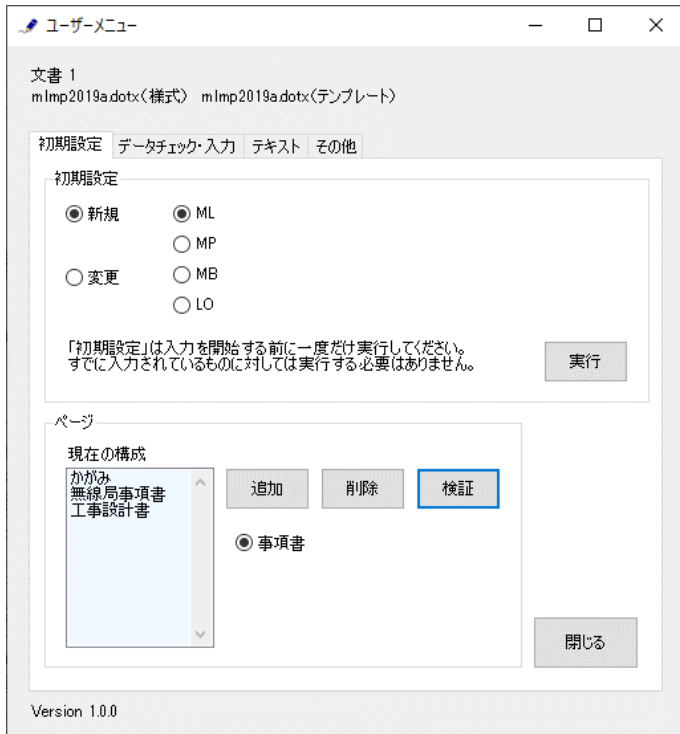 ユーザーメニュー
文書 1
mlmp2019a.dotx(様式) mlmp2019a.dotx(テンプレート)
初期設定 データチェック・入力 テキスト その他
初期設定
新規 ML
MP
変更 MB
LO
「初期設定」は入力を開始する前に一度だけ実行してください。
すでに入力されているものに対しては実行する必要はありません。
実行
ページ
現在の構成
かがみ
無線局事項書
工事設計書
追加 削除 検証
事項書
閉じる
Version 1.0.0